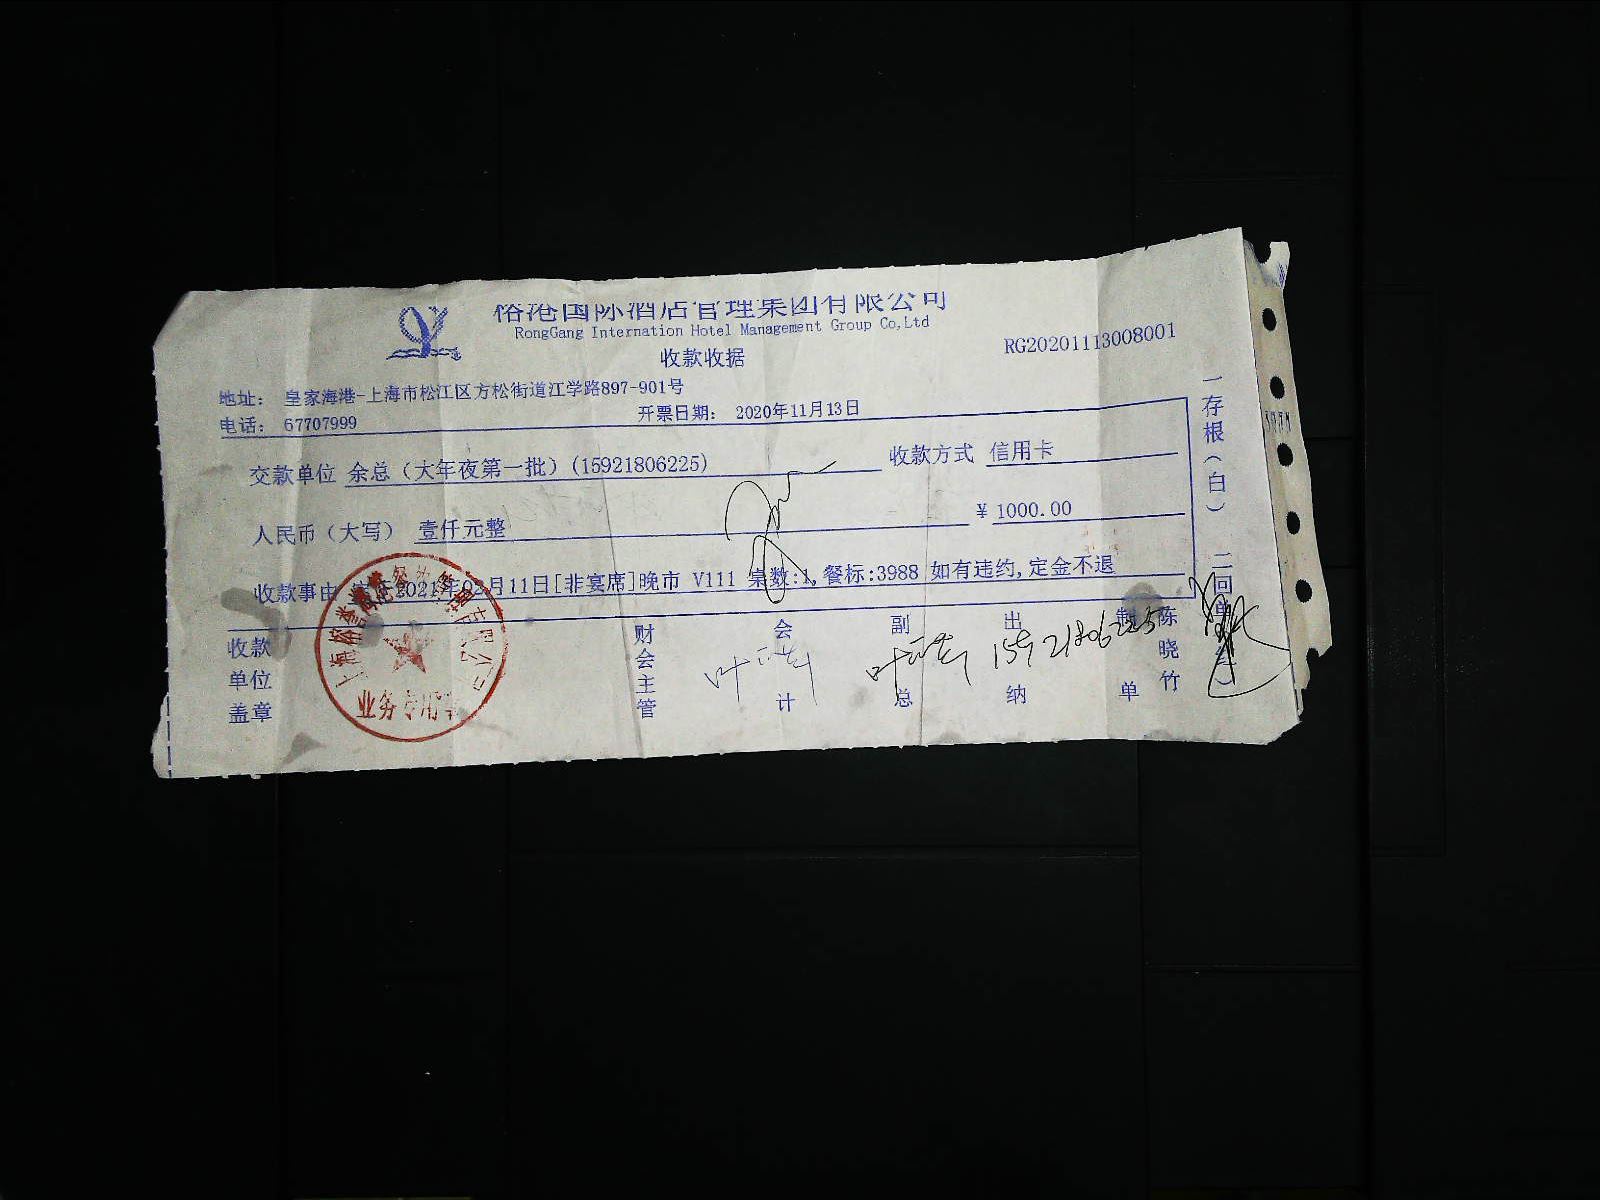 裕港国际酒店管理集团有限公司
RongGang Internation Hotel Management Group Co,Ltd
收款收据
RG20201113008001
地址: 皇家海港-上海市松江区方松街道江学路897-901号
电话: 67707999 开票日期: 2020年11月13日
交款单位 余总(大年夜第一批)(15921806225) 收款方式 信用卡
人民币(大写) 壹仟元整 ¥ 1000.00
收款事由 2021年02月11日[非宴席]晚市 V111 桌数:1,餐标:3988 如有违约,定金不退
收款单位盖章
财会主管
会计
副总
出纳
制单
陈晓竹
15921806225
一存根(白) 二回单
业务专用章